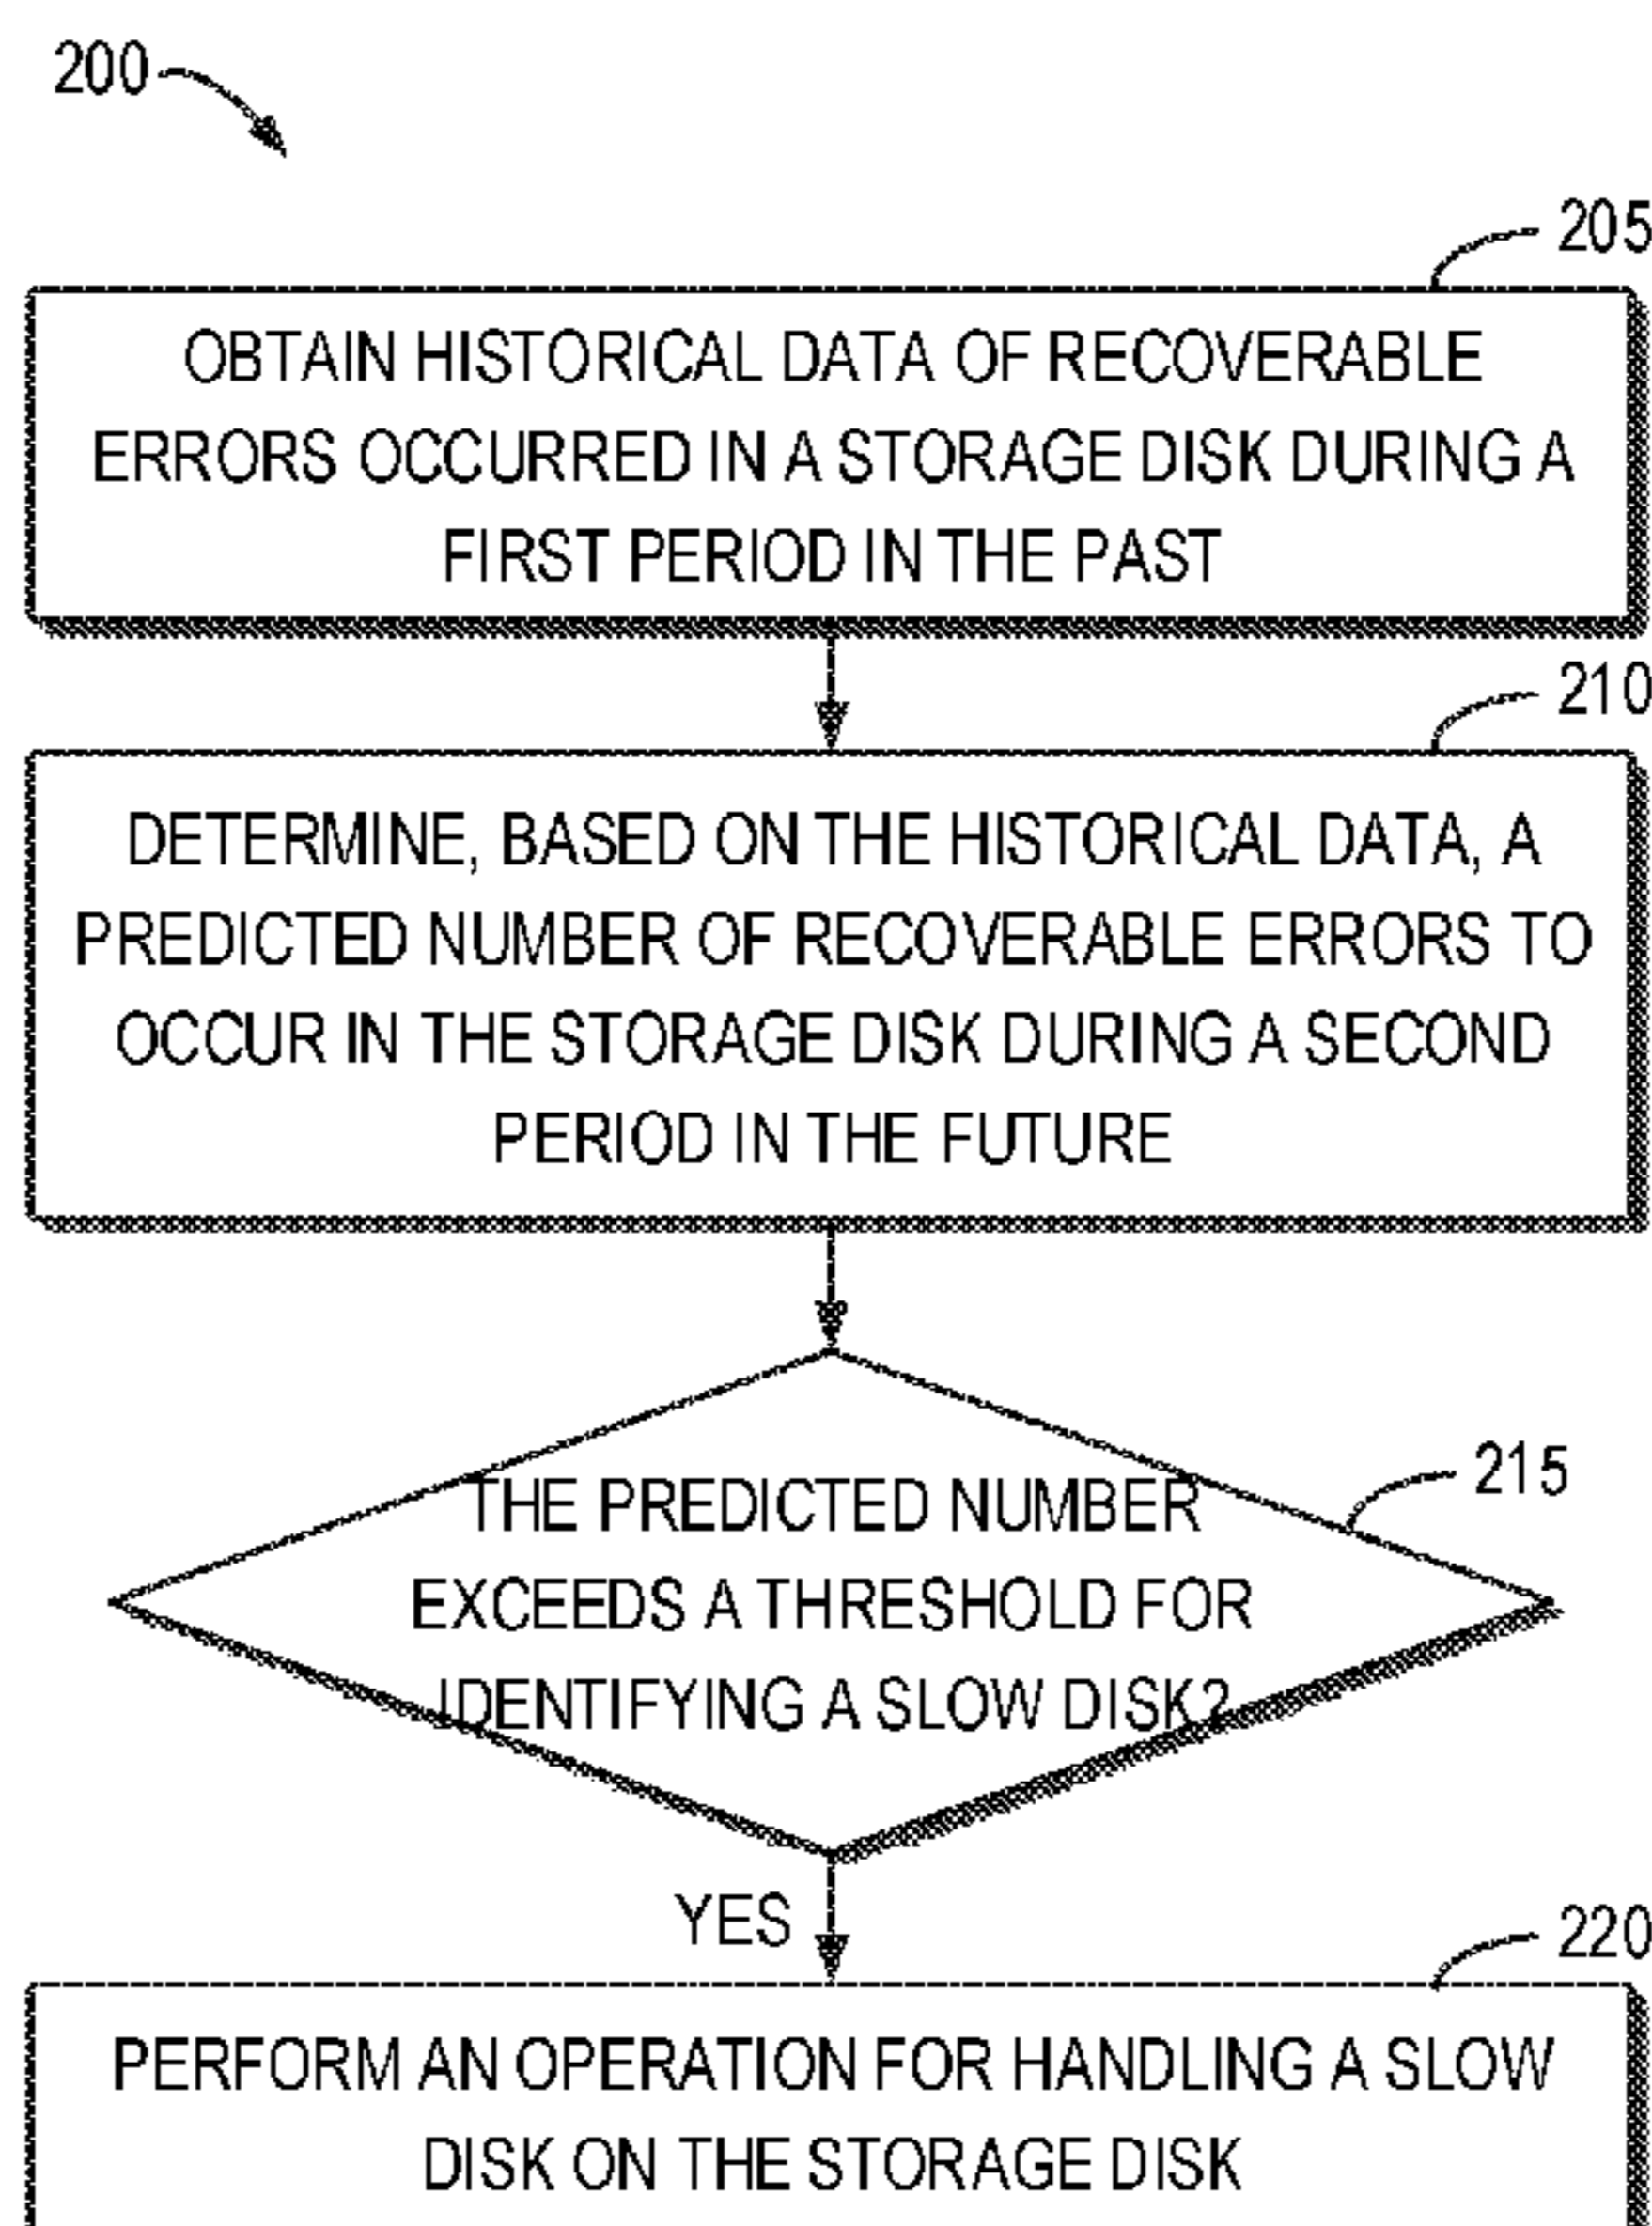 200
205
OBTAIN HISTORICAL DATA OF RECOVERABLE
ERRORS OCCURRED IN A STORAGE DISK DURING A
FIRST PERIOD IN THE PAST
210
DETERMINE, BASED ON THE HISTORICAL DATA, A
PREDICTED NUMBER OF RECOVERABLE ERRORS TO
OCCUR IN THE STORAGE DISK DURING A SECOND
PERIOD IN THE FUTURE
215
THE PREDICTED NUMBER
EXCEEDS A THRESHOLD FOR
IDENTIFYING A SLOW DISK?
YES
220
PERFORM AN OPERATION FOR HANDLING A SLOW
DISK ON THE STORAGE DISK